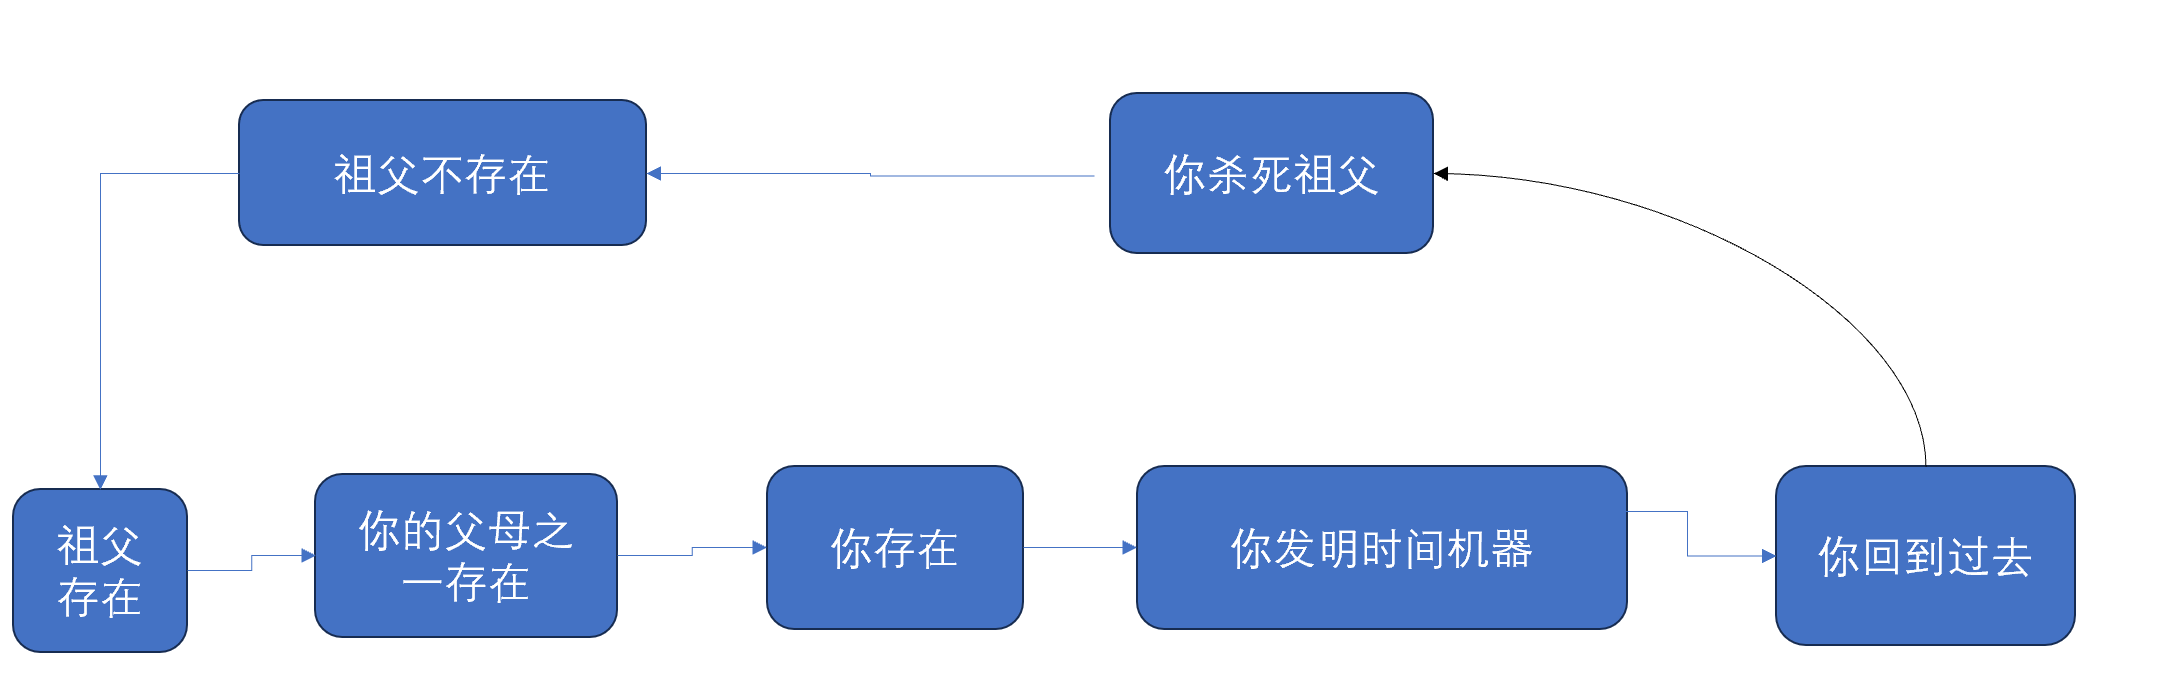 祖父不存在
你杀死祖父
祖父
存在
你的父母之
一存在
你存在
你发明时间机器
你回到过去